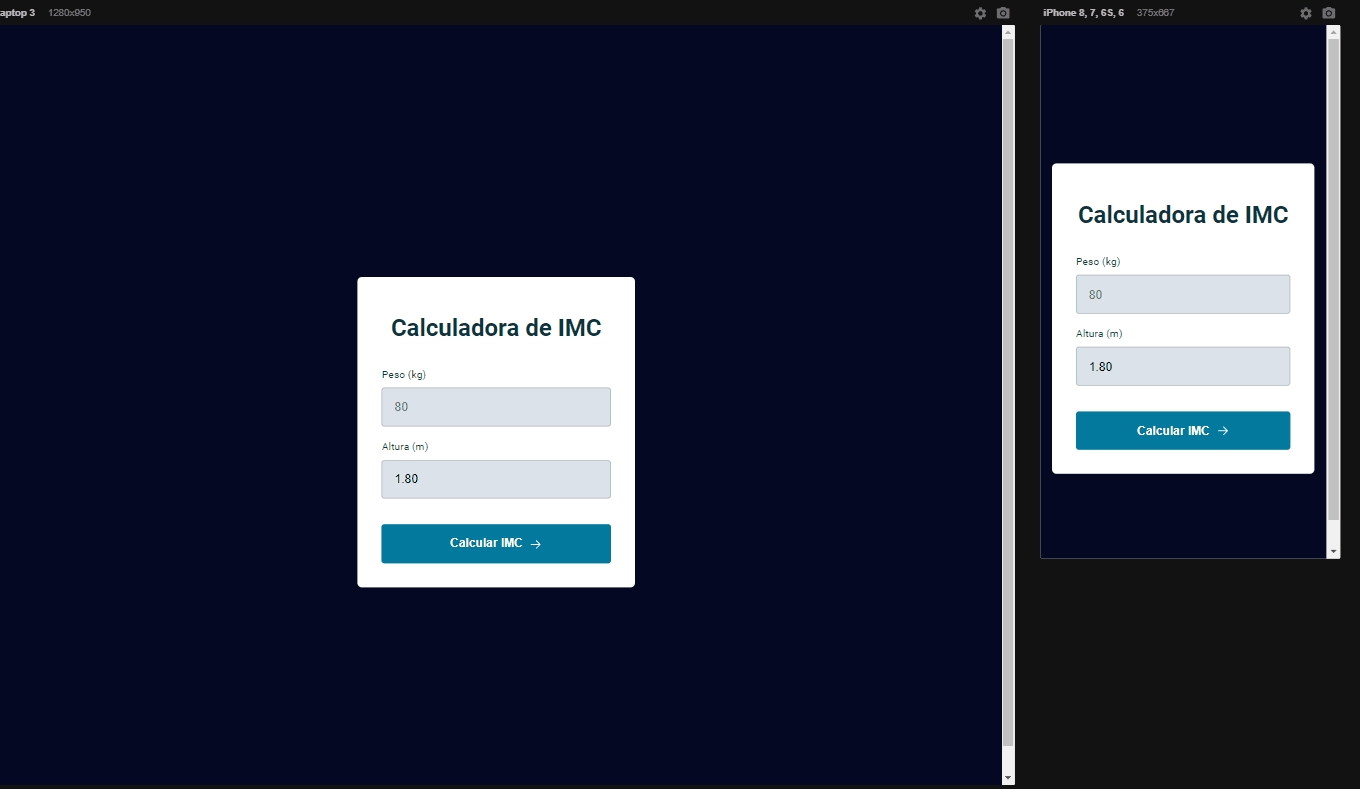 aptop 3 1280x950
iPhone 8, 7, 6S, 6 375x667
Calculadora de IMC
Peso (kg)
80
Altura (m)
1.80
Calcular IMC →
Calculadora de IMC
Peso (kg)
80
Altura (m)
1.80
Calcular IMC →